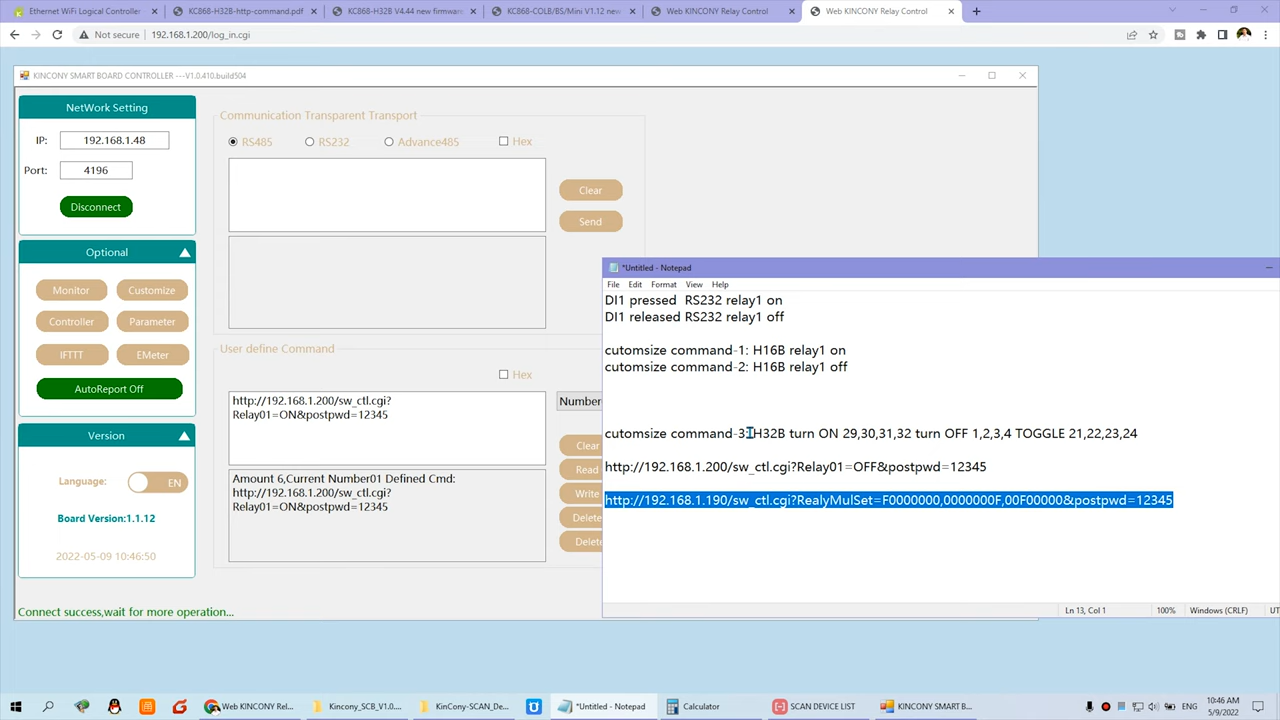 Ethernet WiFi Logical Controller
KC868-H32B-http-command.pdf
KC868-H32B V4.44 new firmware
KC868-COLB/BS/Mini V1.12 new
Web KINCONY Relay Control
Web KINCONY Relay Control
Not secure 192.168.1.200/log_in.cgi
KINCONY SMART BOARD CONTROLLER ---V1.0.410.build504
NetWork Setting
IP: 192.168.1.48
Port: 4196
Disconnect
Optional
Monitor Customize
Controller Parameter
IFTTT EMeter
AutoReport Off
Version
Language: EN
Board Version:1.1.12
2022-05-09 10:46:50
Connect success,wait for more operation...
Communication Transparent Transport
RS485 RS232 Advance485 Hex
Clear
Send
User define Command
Hex
http://192.168.1.200/sw_ctl.cgi?
Relay01=ON&postpwd=12345
Number
Clear
Read
Write
Delete
Delete
Amount 6,Current Number01 Defined Cmd:
http://192.168.1.200/sw_ctl.cgi?
Relay01=ON&postpwd=12345
*Untitled - Notepad
File Edit Format View Help
DI1 pressed RS232 relay1 on
DI1 released RS232 relay1 off
cutomsize command-1: H16B relay1 on
cutomsize command-2: H16B relay1 off
cutomsize command-3: H32B turn ON 29,30,31,32 turn OFF 1,2,3,4 TOGGLE 21,22,23,24
http://192.168.1.200/sw_ctl.cgi?Relay01=OFF&postpwd=12345
http://192.168.1.190/sw_ctl.cgi?RealyMulSet=F0000000,0000000F,00F00000&postpwd=12345
Ln 13, Col 1 100% Windows (CRLF) UT
Web KINCONY Rel...
Kincony_SCB_V1.0....
KinCony-SCAN_De...
*Untitled - Notepad
Calculator
SCAN DEVICE LIST
KINCONY SMART B...
ENG
10:46 AM
5/9/2022